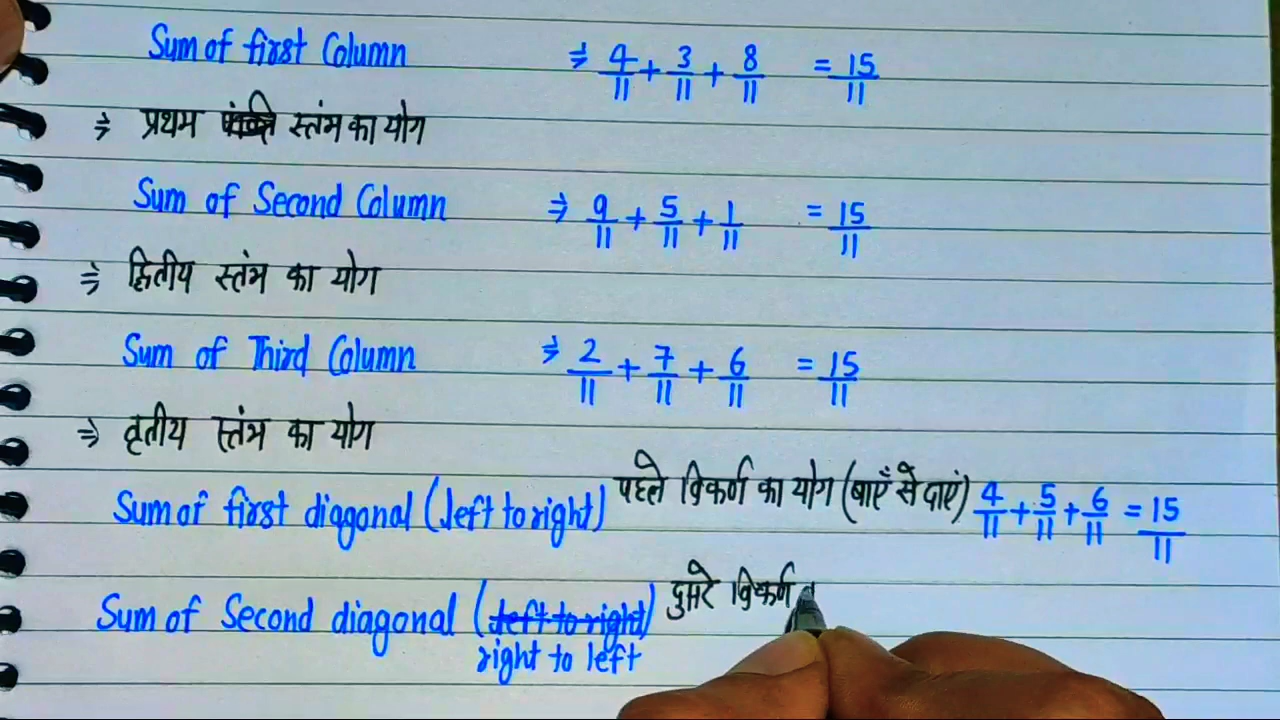 Sum of first Column ⇒ 4/11 + 3/11 + 8/11 = 15/11
⇒ प्रथम स्तंभ का योग
Sum of Second Column ⇒ 9/11 + 5/11 + 1/11 = 15/11
⇒ द्वितीय स्तंभ का योग
Sum of Third Column ⇒ 2/11 + 7/11 + 6/11 = 15/11
⇒ तृतीय स्तंभ का योग
Sum of first diagonal (left to right) पहले विकर्ण का योग (बाएँ से दाएं) 4/11 + 5/11 + 6/11 = 15/11
Sum of Second diagonal (left to right) दुसरे विकर्ण
right to left